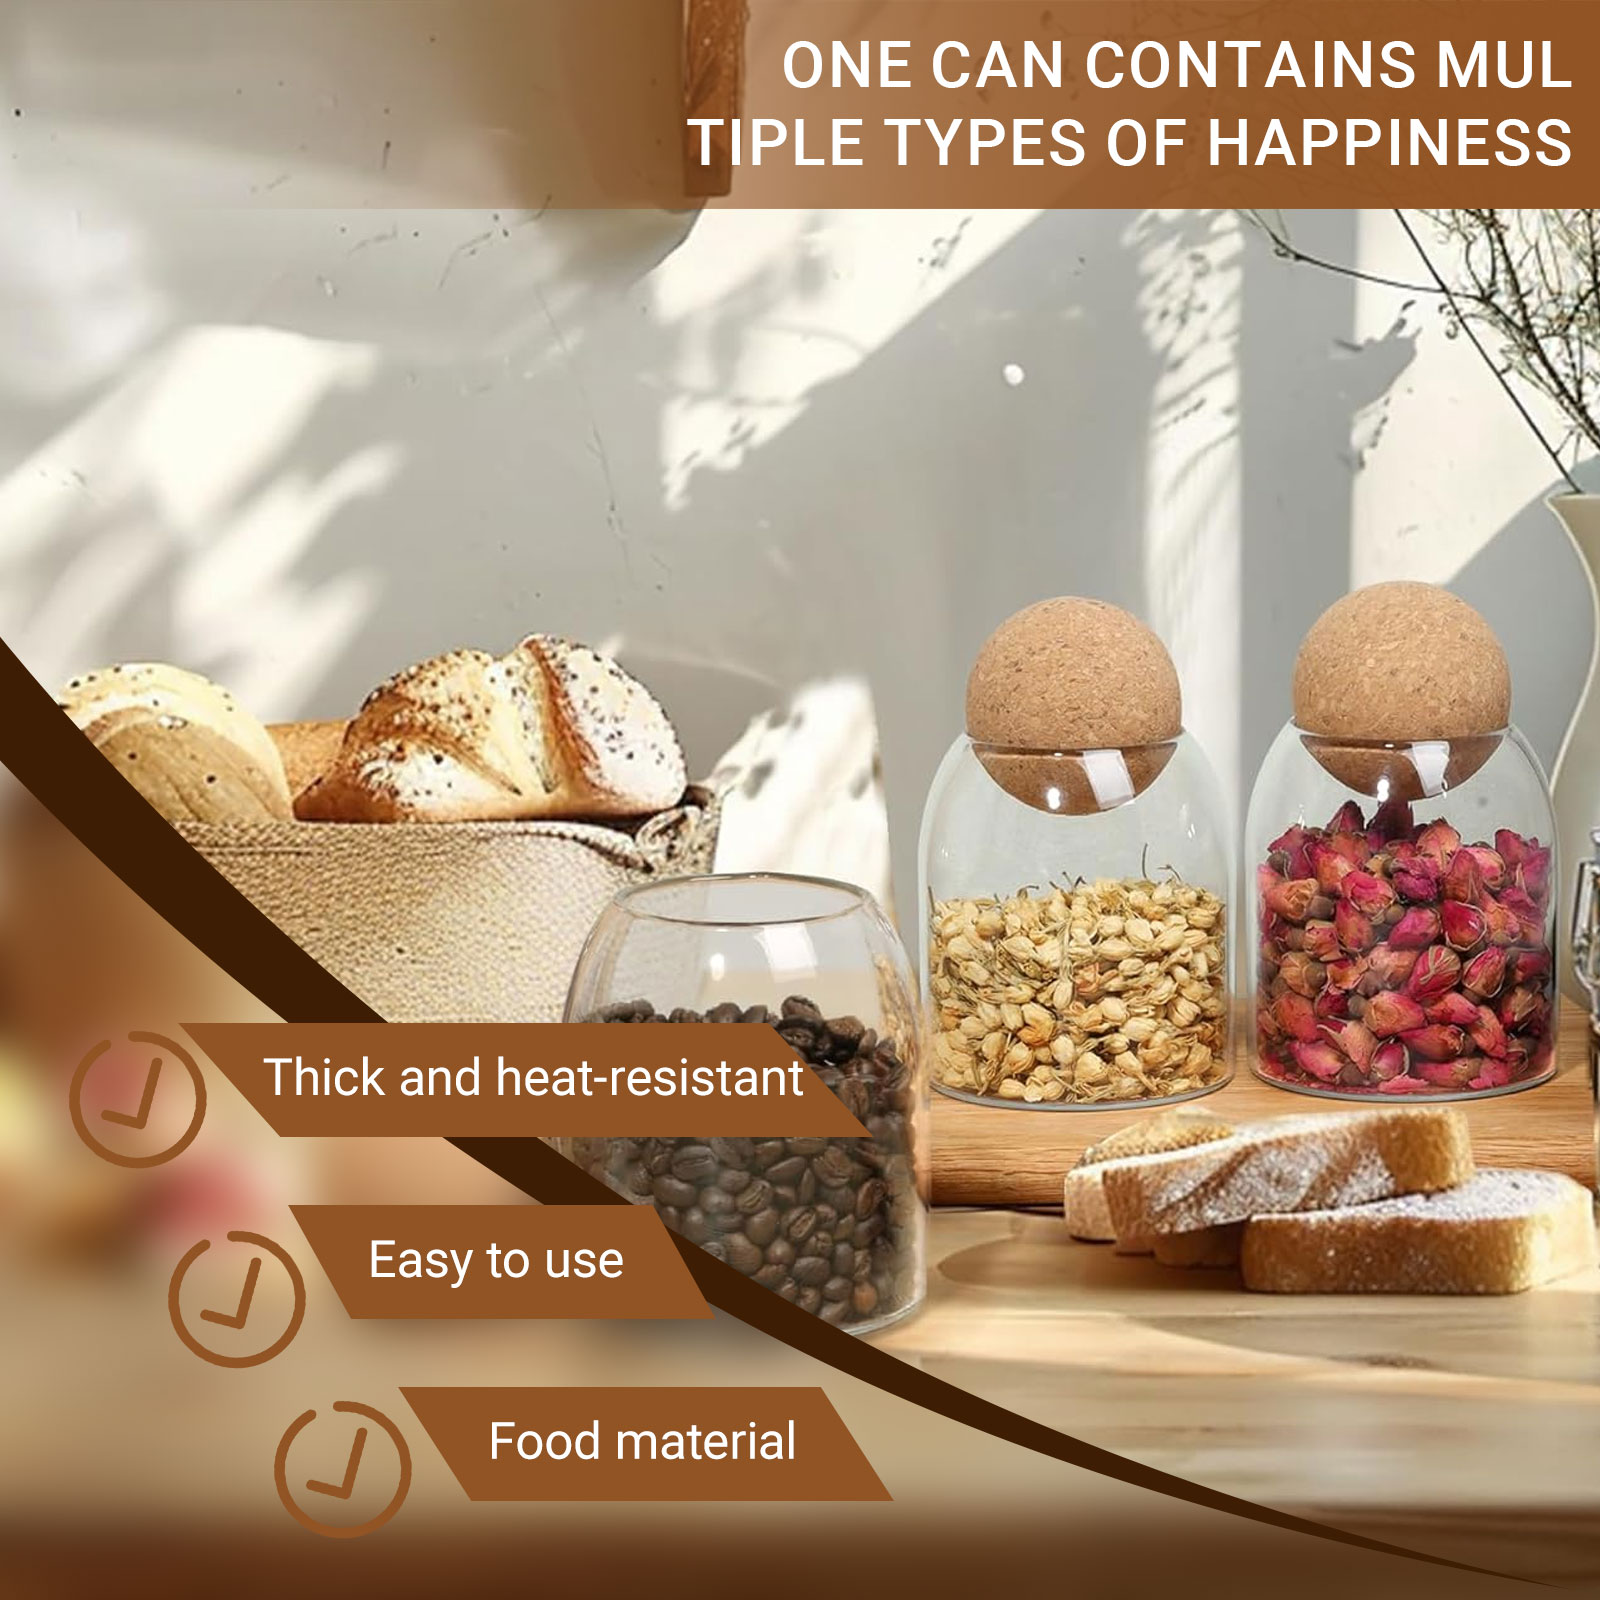 ONE CAN CONTAINS MUL
TIPLE TYPES OF HAPPINESS
Thick and heat-resistant
Easy to use
Food material